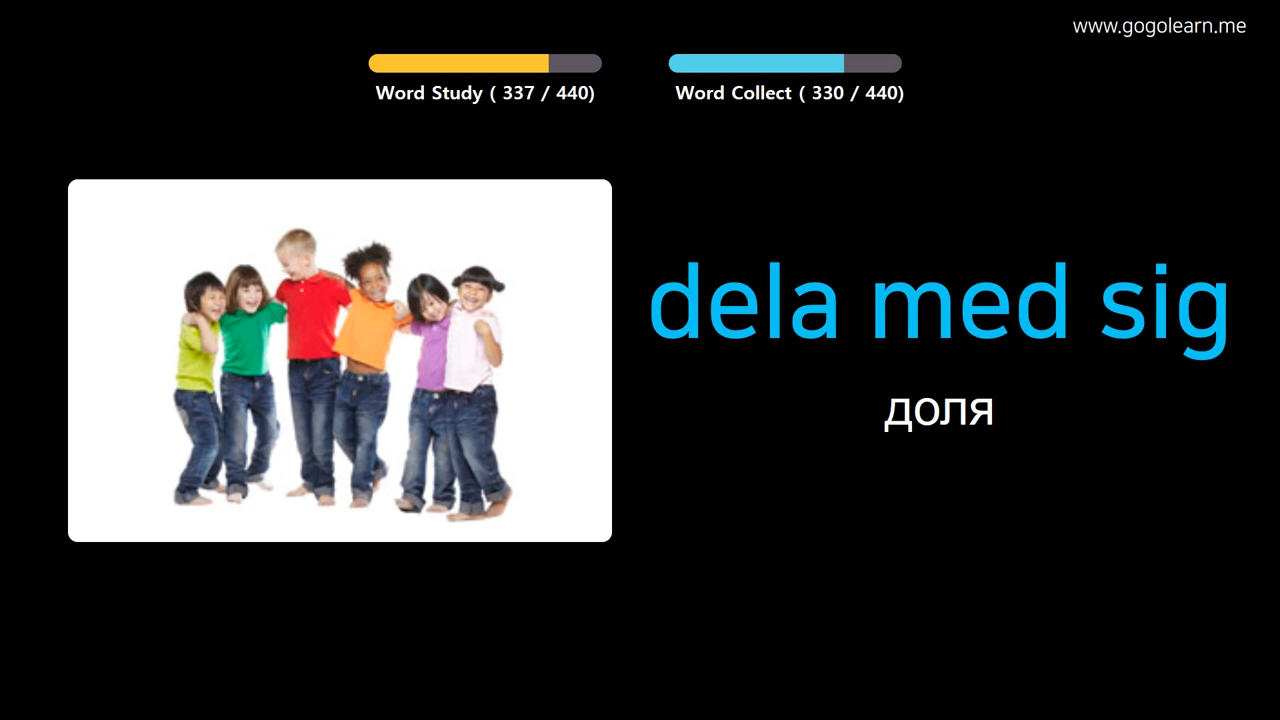 www.gogolearn.me
Word Study ( 337 / 440)
Word Collect ( 330 / 440)
dela med sig
доля